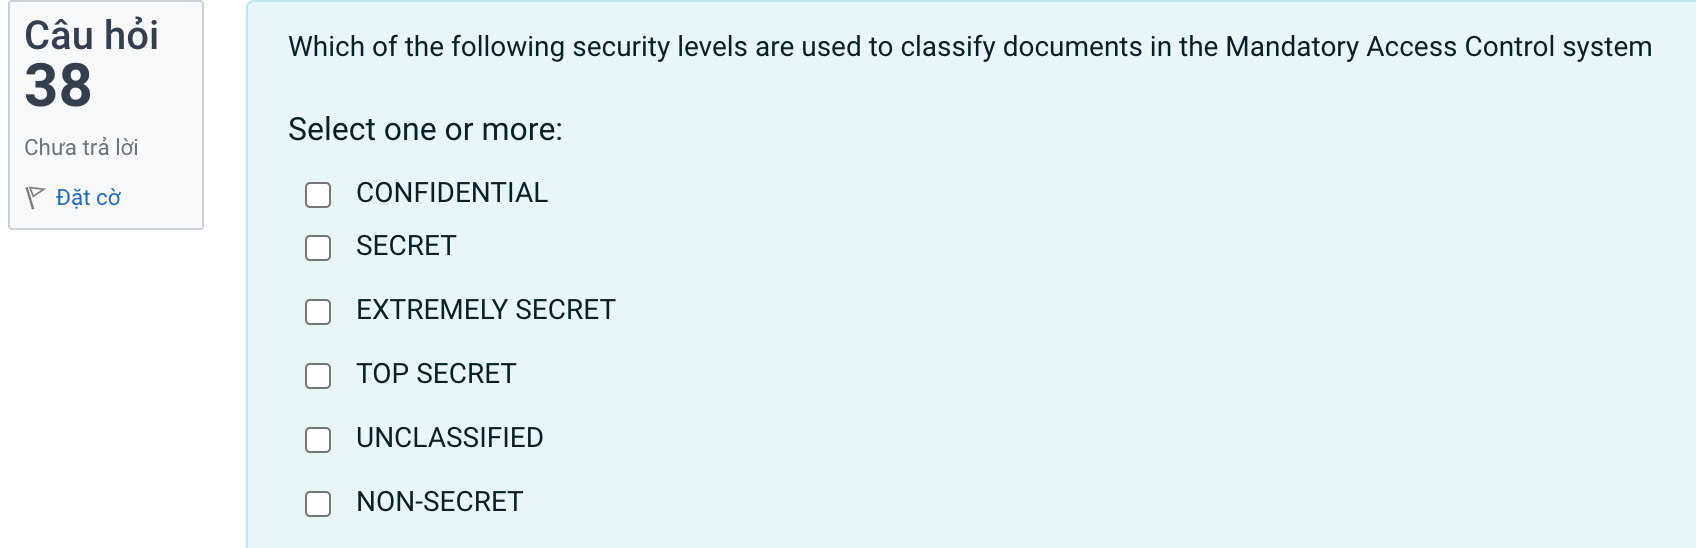 Câu hỏi
38
Chưa trả lời
Đặt cờ
Which of the following security levels are used to classify documents in the Mandatory Access Control system
Select one or more:
CONFIDENTIAL
SECRET
EXTREMELY SECRET
TOP SECRET
UNCLASSIFIED
NON-SECRET